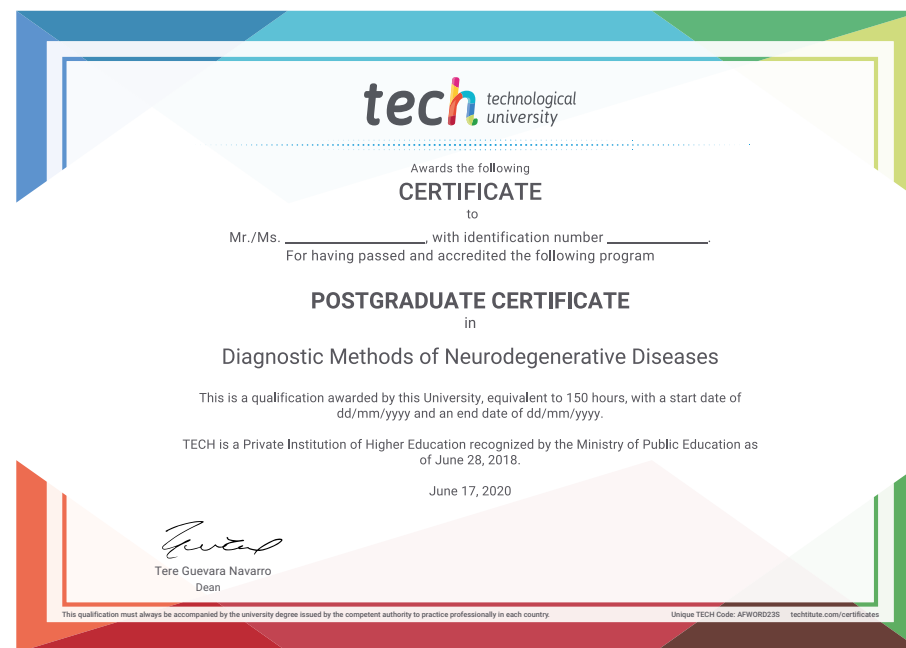 tech technological
university
Awards the following
CERTIFICATE
to
Mr./Ms. ____________, with identification number _________.
For having passed and accredited the following program
POSTGRADUATE CERTIFICATE
in
Diagnostic Methods of Neurodegenerative Diseases
This is a qualification awarded by this University, equivalent to 150 hours, with a start date of
dd/mm/yyyy and an end date of dd/mm/yyyy.
TECH is a Private Institution of Higher Education recognized by the Ministry of Public Education as
of June 28, 2018.
June 17, 2020
Tere Guevara Navarro
Dean
This qualification must always be accompanied by the university degree issued by the competent authority to practice professionally in each country. Unique TECH Code: AFWORD23S techtitute.com/certificates